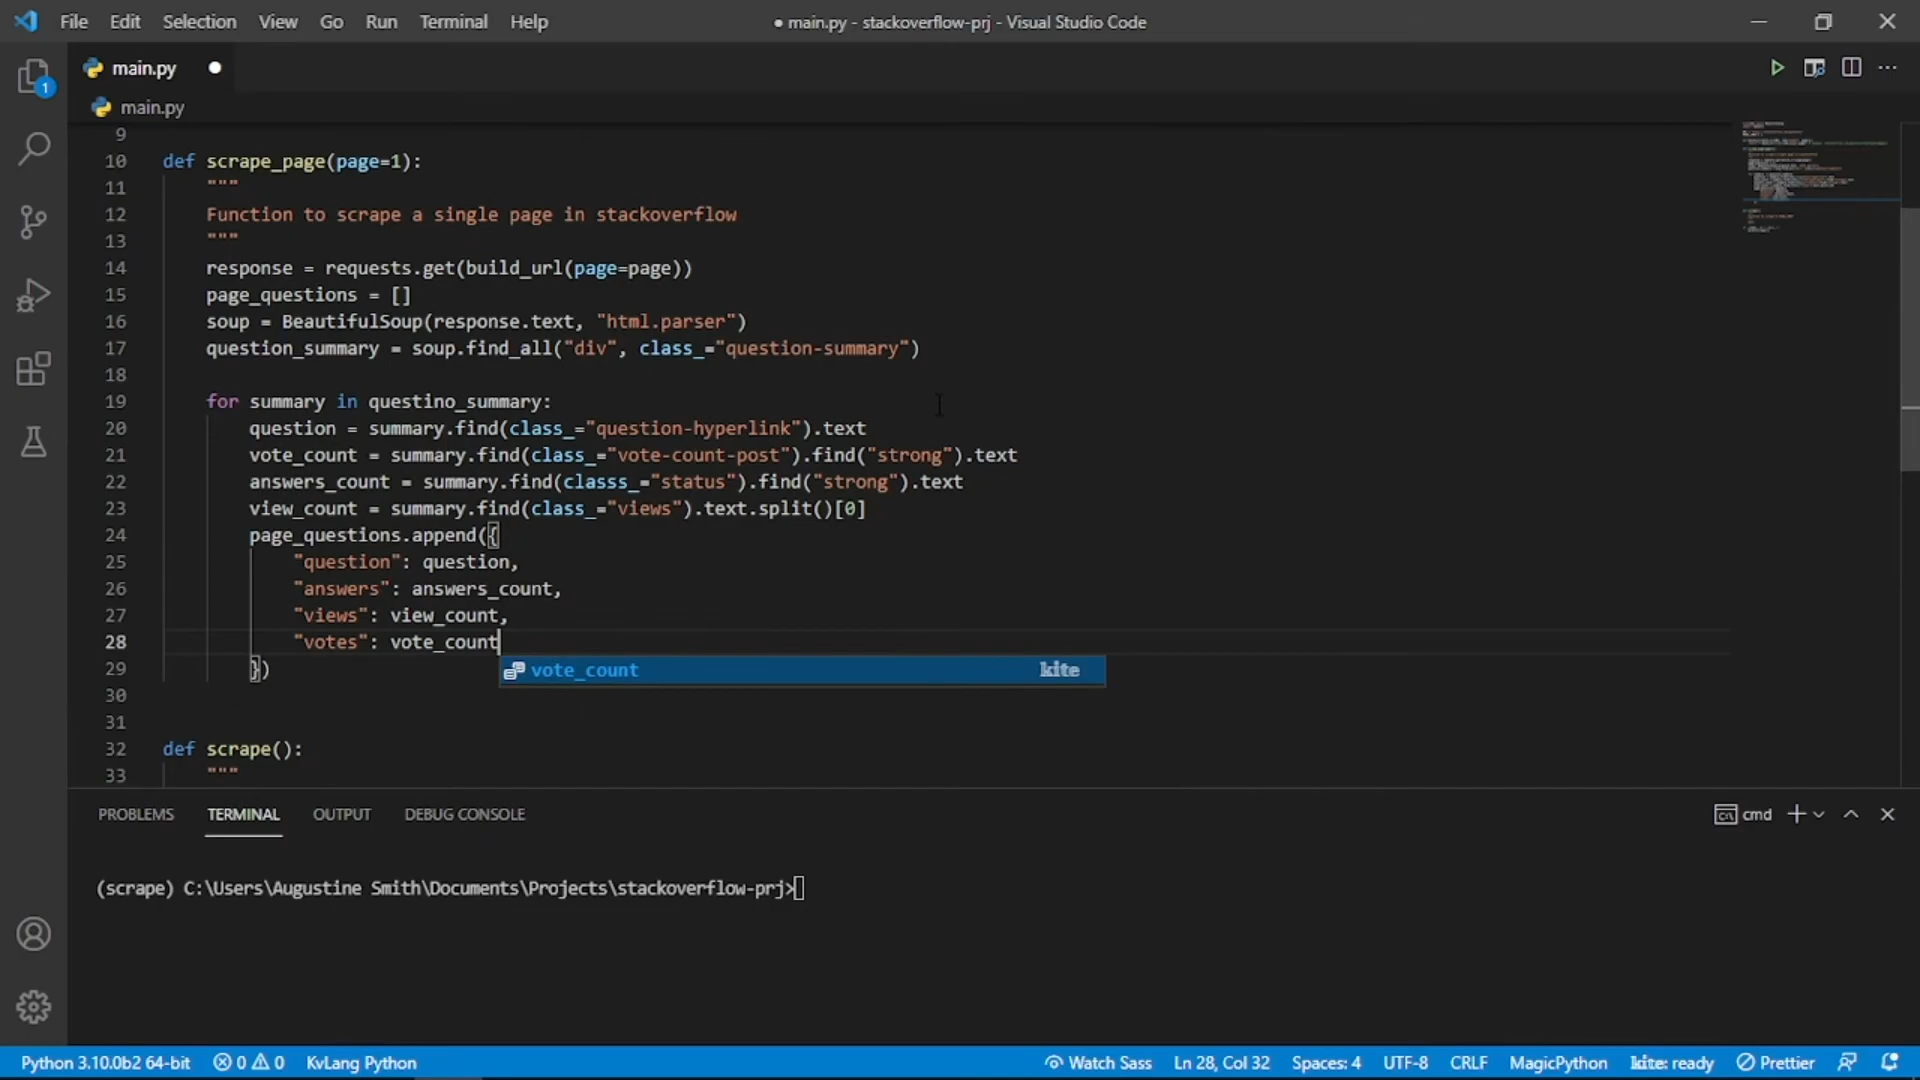 File Edit Selection View Go Run Terminal Help ● main.py - stackoverflow-prj - Visual Studio Code
main.py
1
main.py
9
10 def scrape_page(page=1):
11 """
12 Function to scrape a single page in stackoverflow
13 """
14 response = requests.get(build_url(page=page))
15 page_questions = []
16 soup = BeautifulSoup(response.text, "html.parser")
17 question_summary = soup.find_all("div", class_="question-summary")
18
19 for summary in questino_summary:
20 question = summary.find(class_="question-hyperlink").text
21 vote_count = summary.find(class_="vote-count-post").find("strong").text
22 answers_count = summary.find(classs_="status").find("strong").text
23 view_count = summary.find(class_="views").text.split()[0]
24 page_questions.append({
25 "question": question,
26 "answers": answers_count,
27 "views": view_count,
28 "votes": vote_count
29 })
vote_count kite
30
31
32 def scrape():
33 """
PROBLEMS TERMINAL OUTPUT DEBUG CONSOLE cmd
(scrape) C:\Users\Augustine Smith\Documents\Projects\stackoverflow-prj>
Python 3.10.0b2 64-bit 0 0 KvLang Python Watch Sass Ln 28, Col 32 Spaces: 4 UTF-8 CRLF MagicPython kite: ready Prettier